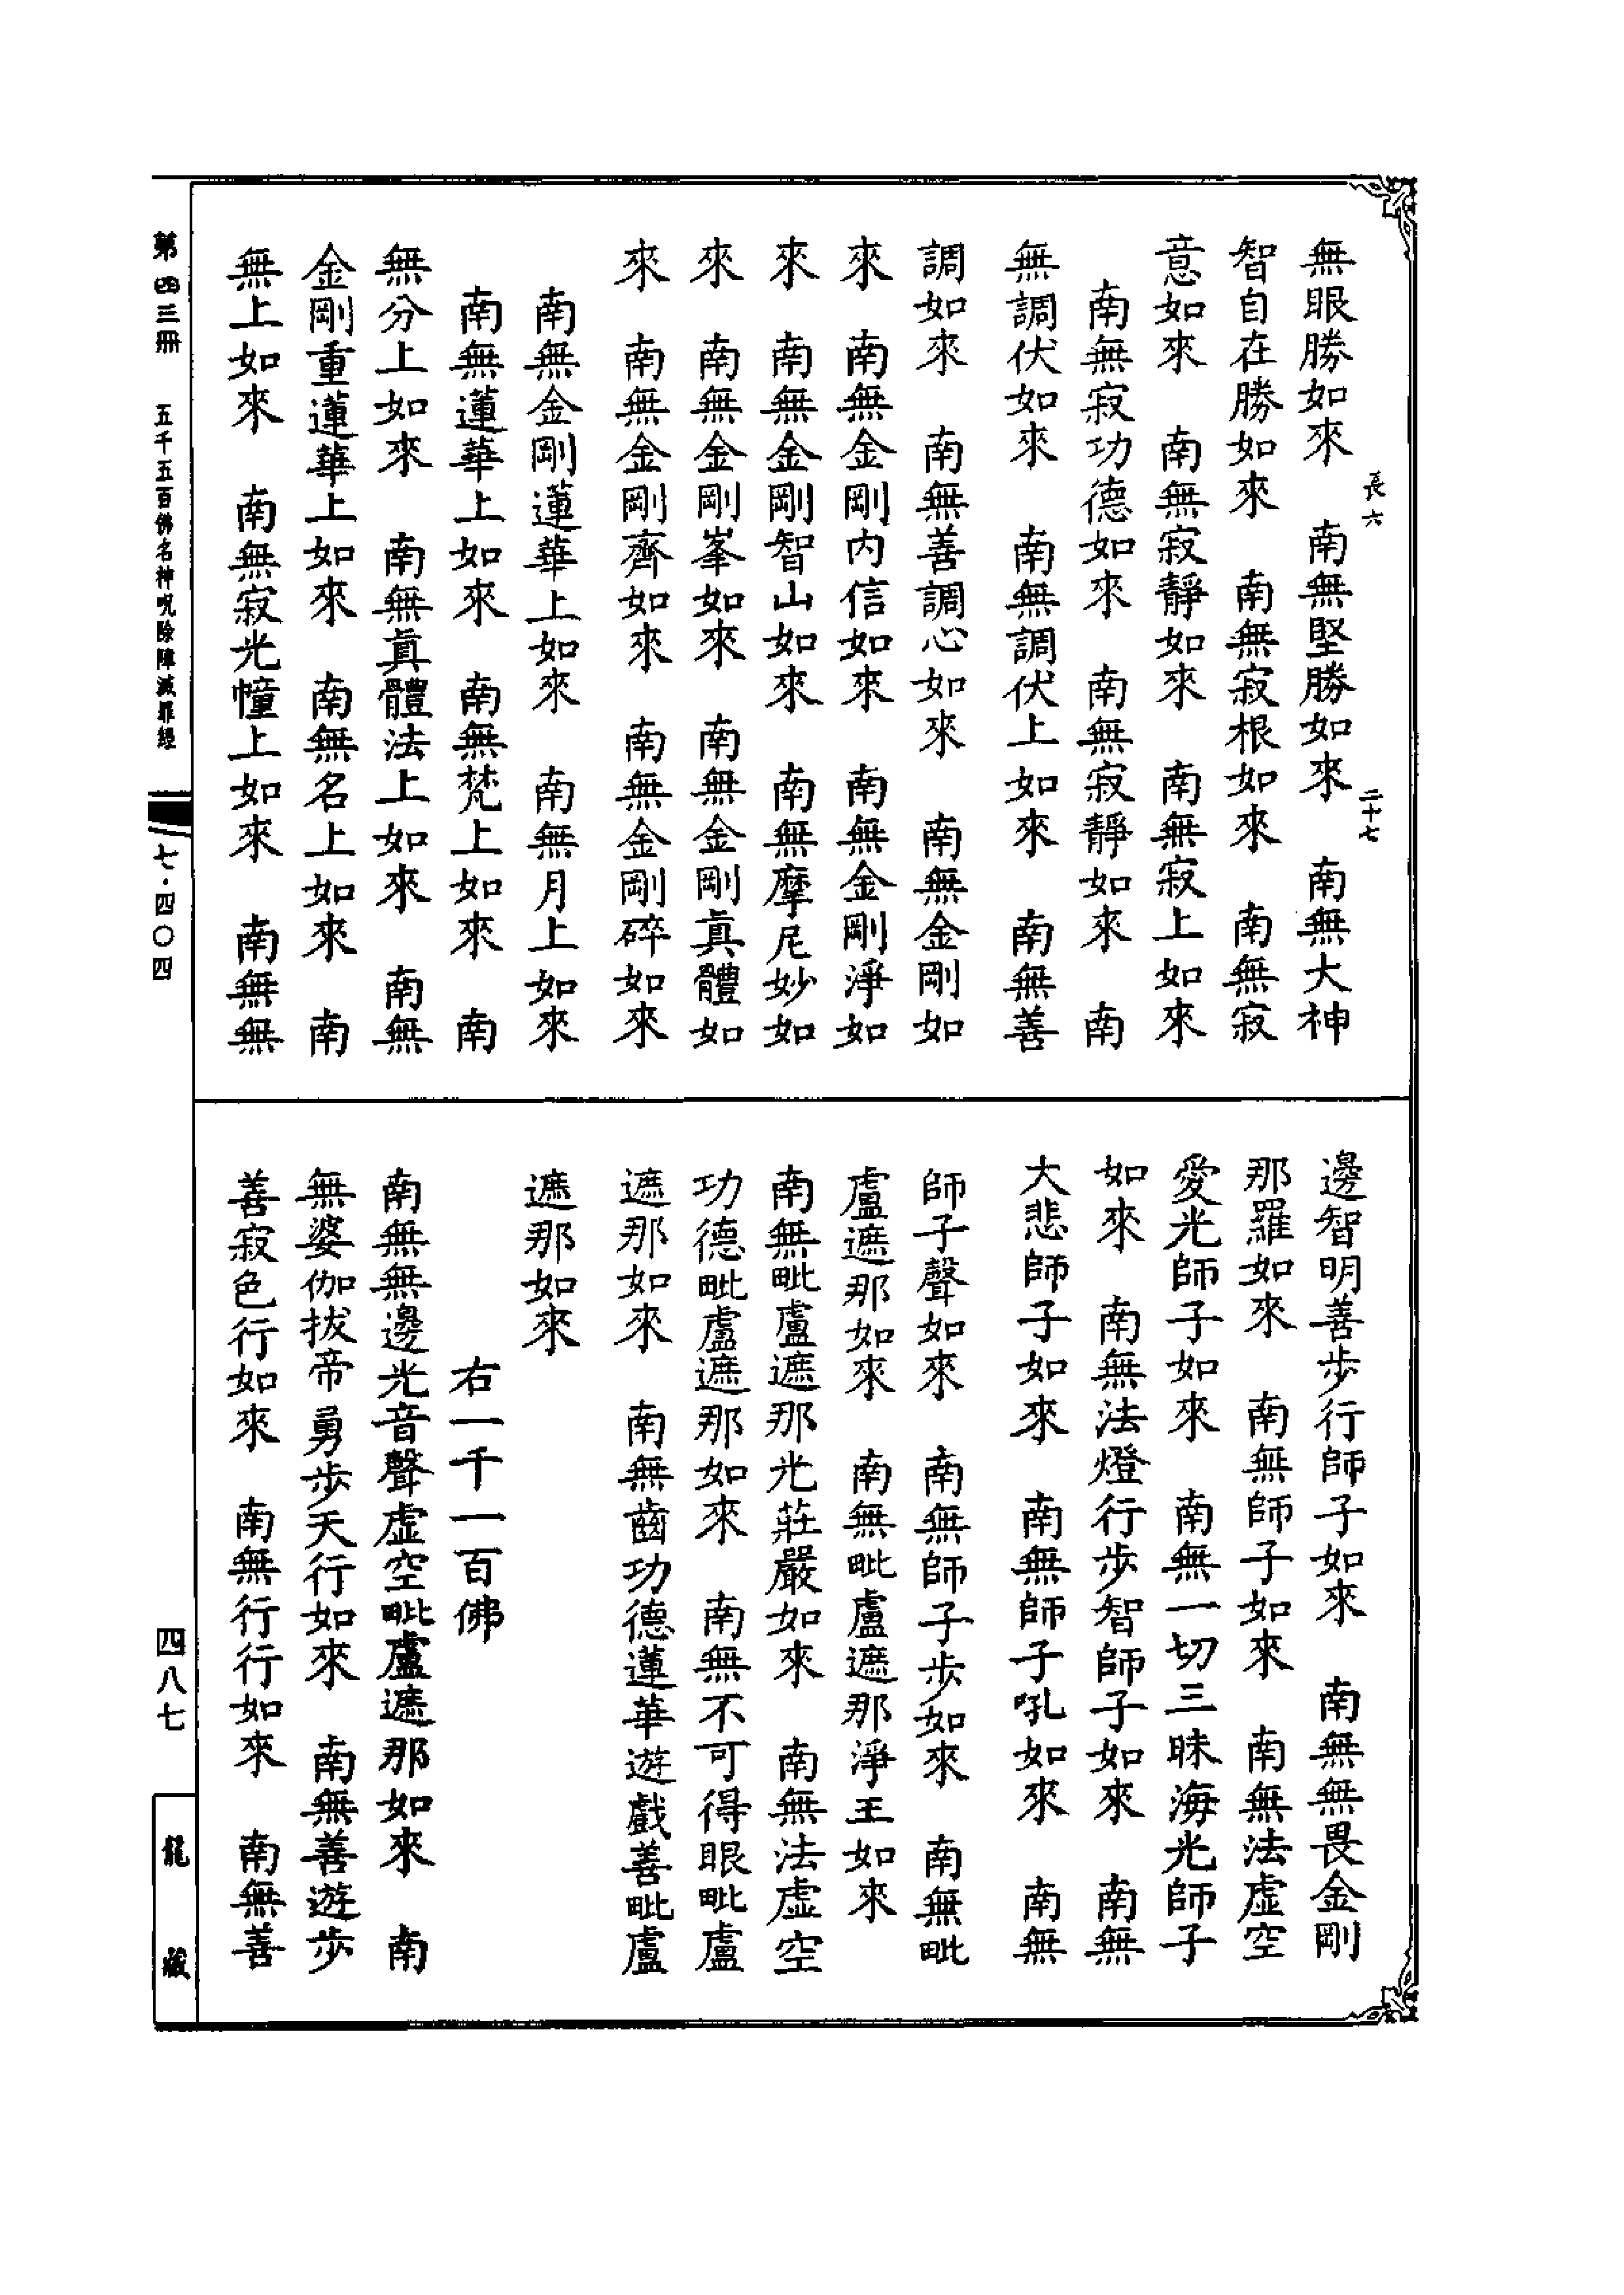 長六 二十七
無眼勝如來 南無堅勝如來 南無大神
智自在勝如來 南無寂根如來 南無寂
意如來 南無寂靜如來 南無寂上如來
南無寂功德如來 南無寂靜如來 南
無調伏如來 南無調伏上如來 南無善
調如來 南無善調心如來 南無金剛如
來 南無金剛內信如來 南無金剛淨如
來 南無金剛智山如來 南無摩尼妙如
來 南無金剛峯如來 南無金剛真體如
來 南無金剛齊如來 南無金剛碎如來
南無金剛蓮華上如來 南無月上如來
南無蓮華上如來 南無梵上如來 南
無分上如來 南無真體法上如來 南無
金剛重蓮華上如來 南無名上如來 南
無上如來 南無寂光幢上如來 南無無
邊智明善步行師子如來 南無無畏金剛
那羅如來 南無師子如來 南無法虛空
愛光師子如來 南無一切三昧海光師子
如來 南無法燈行步智師子如來 南無
大悲師子如來 南無師子吼如來 南無
師子聲如來 南無師子步如來 南無毗
盧遮那如來 南無毗盧遮那淨王如來
南無毗盧遮那光莊嚴如來 南無法虛空
功德毗盧遮那如來 南無不可得眼毗盧
遮那如來 南無齒功德蓮華遊戲善毗盧
遮那如來
右一千一百佛
南無無邊光音聲虛空毗盧遮那如來 南
無婆伽拔帝勇步天行如來 南無善遊步
善寂色行如來 南無行行如來 南無善
第四三冊 五千五百佛名神呪除障滅罪經 七·四〇四
四八七
龍藏